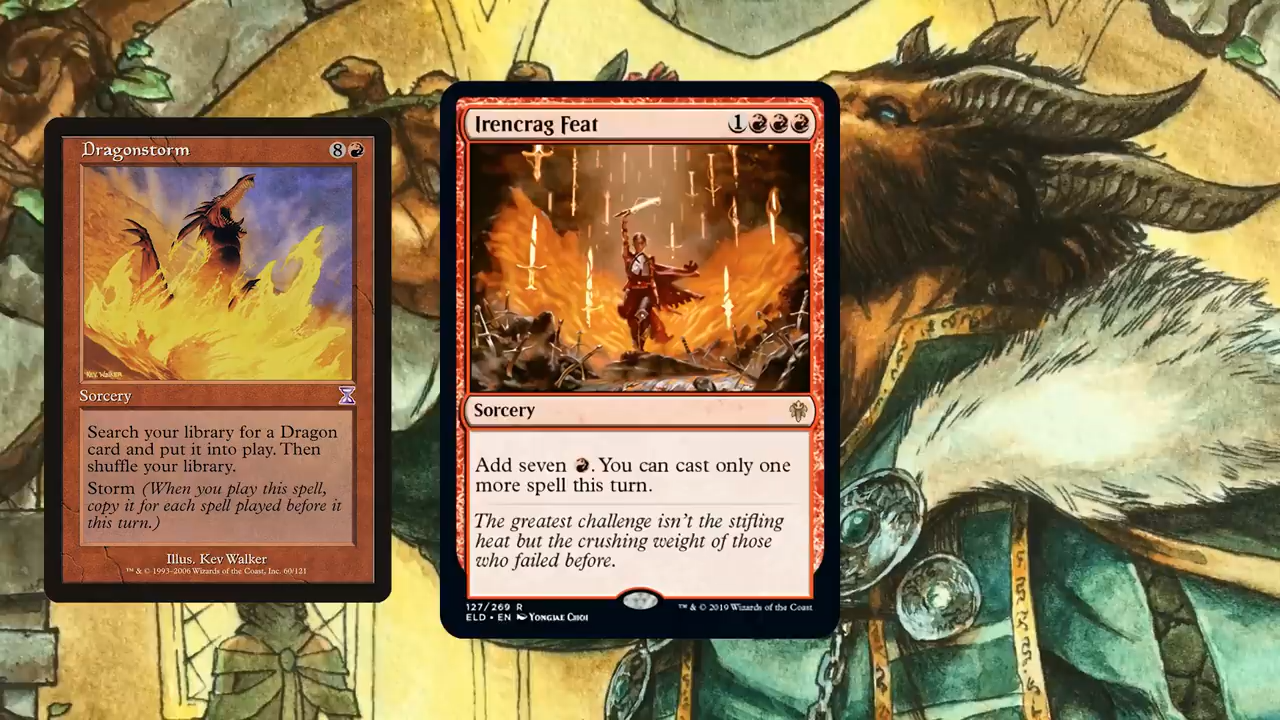 Dragonstorm
8
KEV WALKER
Sorcery
Search your library for a Dragon
card and put it into play. Then
shuffle your library.
Storm (When you play this spell,
copy it for each spell played before it
this turn.)
Illus. Kev Walker
™ & © 1993–2006 Wizards of the Coast, Inc. 60/121
Irencrag Feat
1
Sorcery
Add seven . You can cast only one
more spell this turn.
The greatest challenge isn't the stifling
heat but the crushing weight of those
who failed before.
127/269 R
ELD • EN YONGJAE CHOI
™ & © 2019 Wizards of the Coast